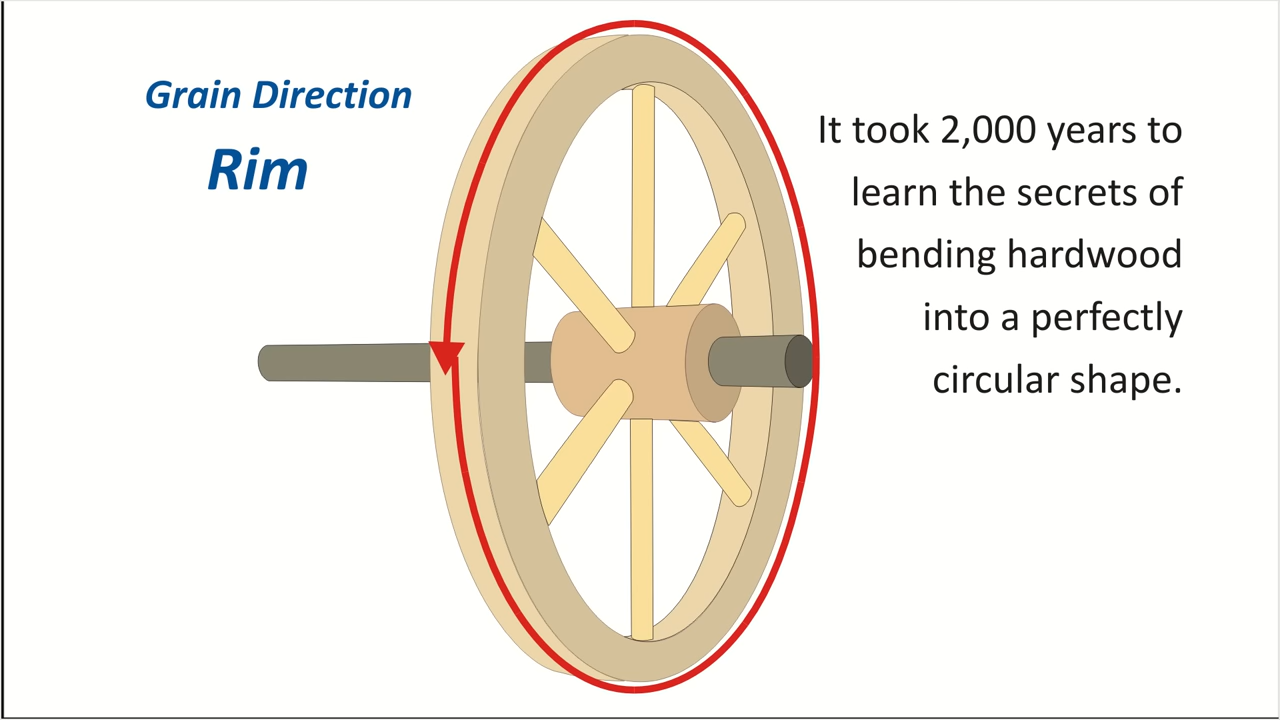 Grain Direction
Rim
It took 2,000 years to
learn the secrets of
bending hardwood
into a perfectly
circular shape.